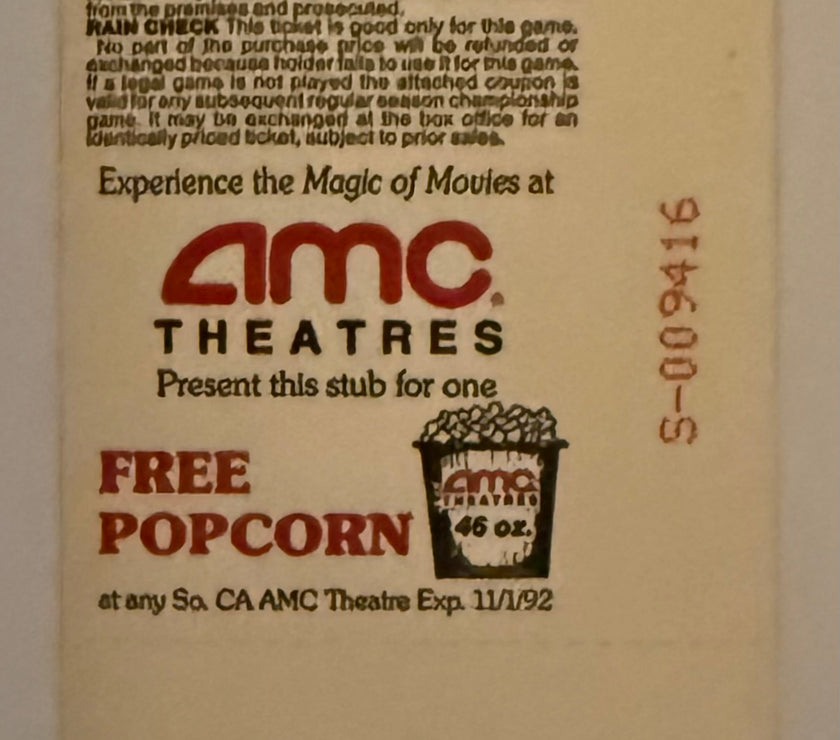 from the premises and prosecuted.
RAIN CHECK This ticket is good only for this game.
No part of the purchase price will be refunded or
exchanged because holder fails to use it for this game.
If a legal game is not played the attached coupon is
valid for any subsequent regular season championship
game. It may be exchanged at the box office for an
identically priced ticket, subject to prior sales.
Experience the Magic of Movies at
amc®
THEATRES
Present this stub for one
FREE
POPCORN
amc
THEATRES
46 oz.
at any So. CA AMC Theatre Exp. 11/1/92
S-009416